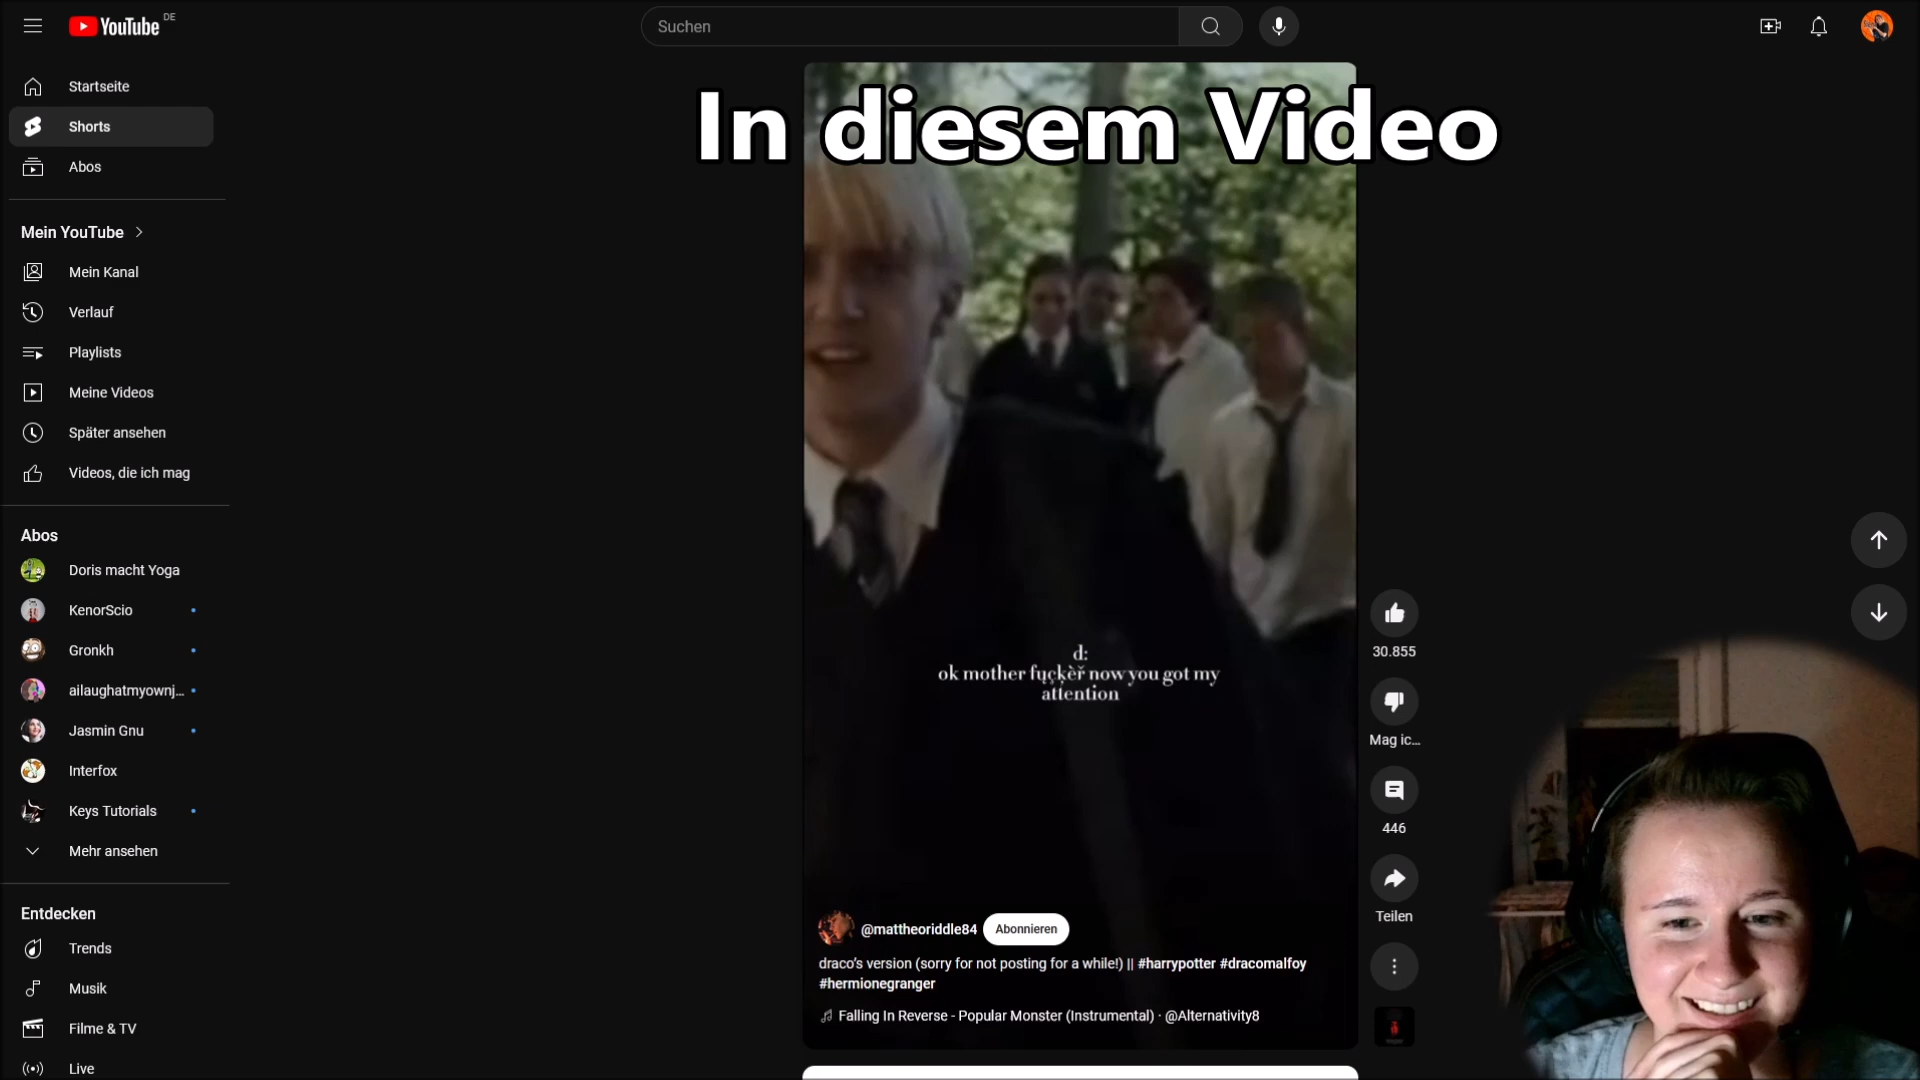 YouTube DE
Suchen
Startseite
Shorts
Abos
Mein YouTube
Mein Kanal
Verlauf
Playlists
Meine Videos
Später ansehen
Videos, die ich mag
Abos
Doris macht Yoga
KenorScio
Gronkh
ailaughatmyownj...
Jasmin Gnu
Interfox
Keys Tutorials
Mehr ansehen
Entdecken
Trends
Musik
Filme & TV
Live
In diesem Video
d:
ok mother fųçķèř now you got my
attention
@mattheoriddle84 Abonnieren
draco's version (sorry for not posting for a while!) || #harrypotter #dracomalfoy
#hermionegranger
Falling In Reverse - Popular Monster (Instrumental) · @Alternativity8
30.855
Mag ic...
446
Teilen